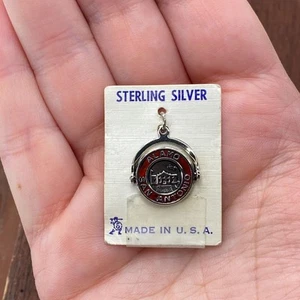 STERLING SILVER
ALAMO
SAN ANTONIO
MADE IN U.S.A.